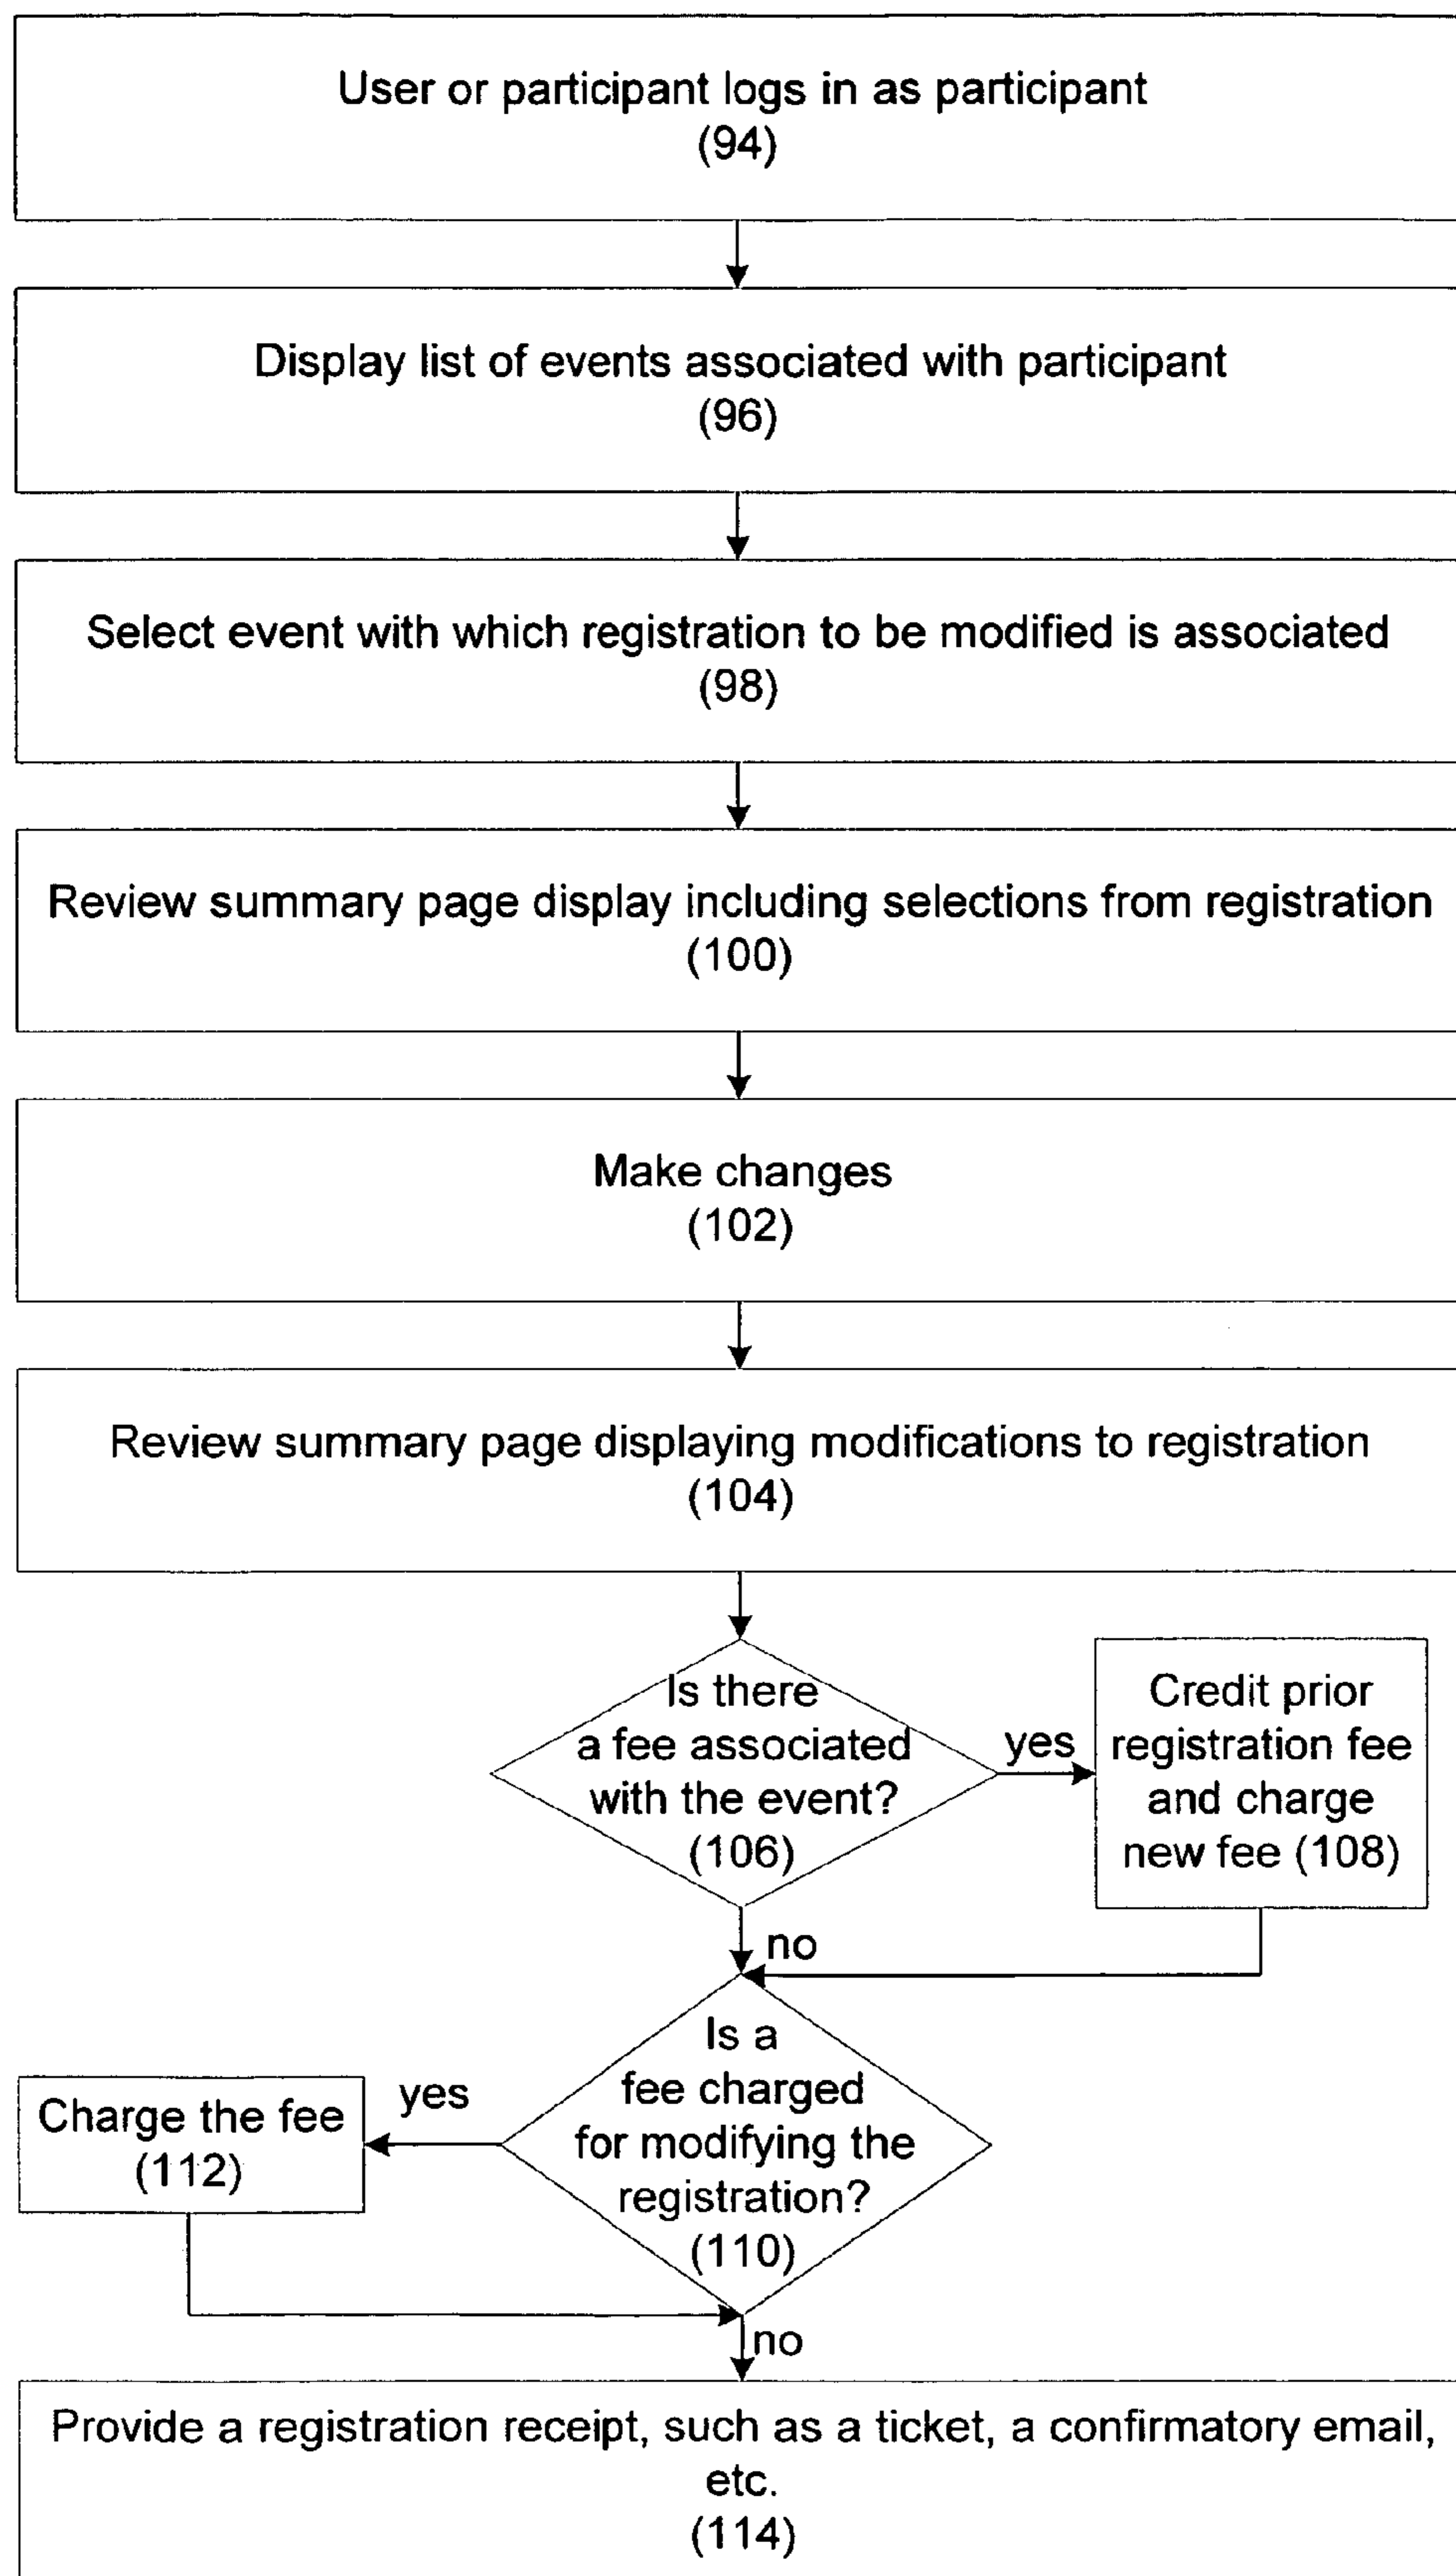 User or participant logs in as participant
(94)
Display list of events associated with participant
(96)
Select event with which registration to be modified is associated
(98)
Review summary page display including selections from registration
(100)
Make changes
(102)
Review summary page displaying modifications to registration
(104)
Is there
a fee associated
with the event?
(106)
yes
Credit prior
registration fee
and charge
new fee (108)
no
Is a
fee charged
for modifying the
registration?
(110)
yes
Charge the fee
(112)
no
Provide a registration receipt, such as a ticket, a confirmatory email,
etc.
(114)